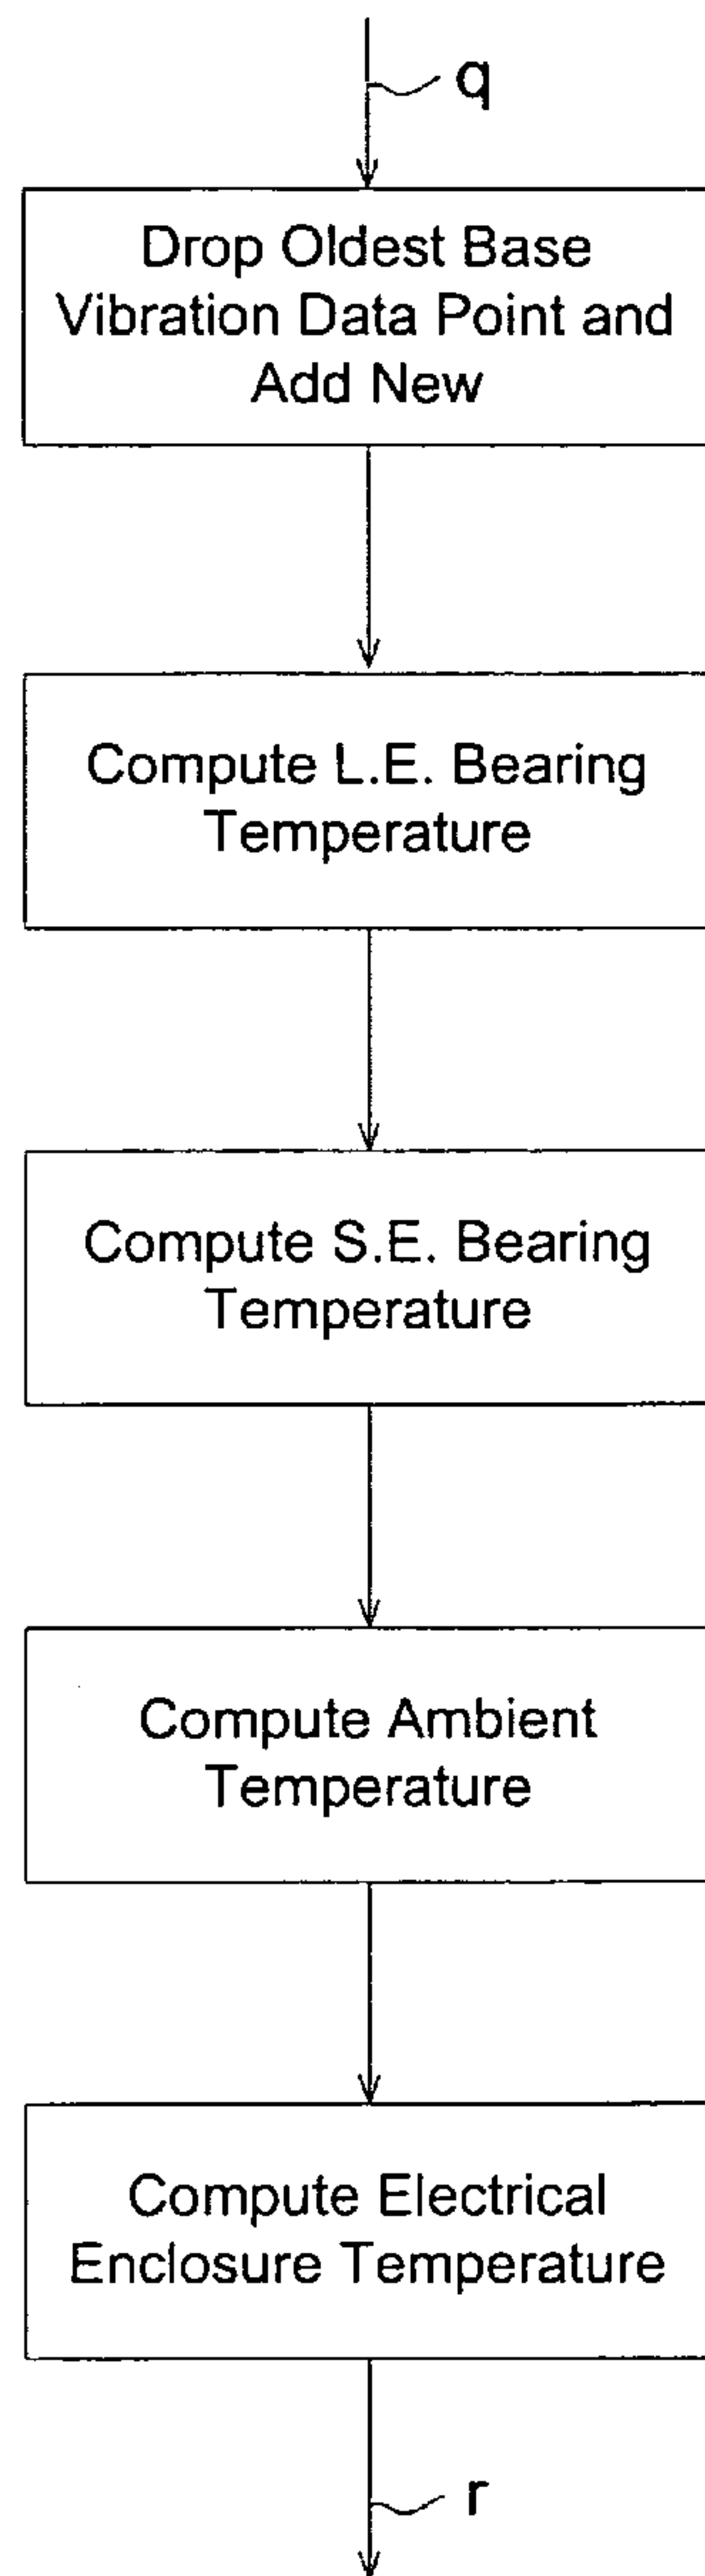 q
Drop Oldest Base
Vibration Data Point and
Add New
Compute L.E. Bearing
Temperature
Compute S.E. Bearing
Temperature
Compute Ambient
Temperature
Compute Electrical
Enclosure Temperature
r